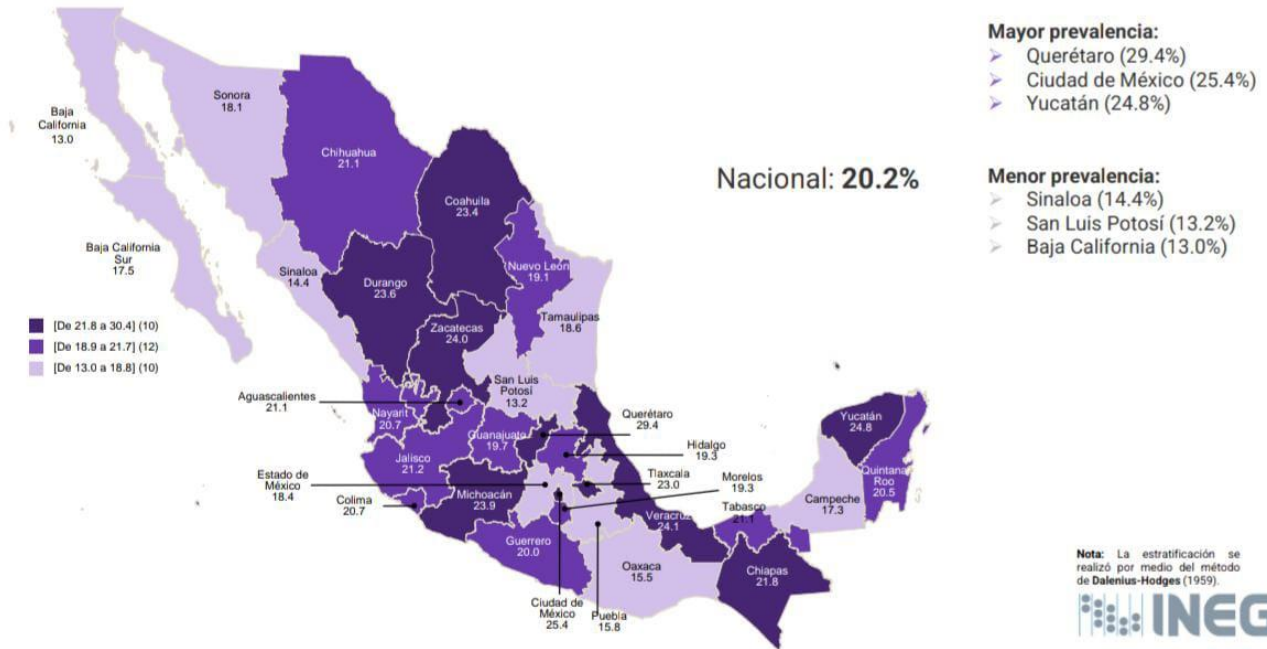 Mayor prevalencia:
Querétaro (29.4%)
Ciudad de México (25.4%)
Yucatán (24.8%)
Nacional: 20.2%
Menor prevalencia:
Sinaloa (14.4%)
San Luis Potosí (13.2%)
Baja California (13.0%)
Sonora
18.1
Baja
California
13.0
Chihuahua
21.1
Coahuila
23.4
Baja California
Sur
17.5
Sinaloa
14.4
Durango
23.6
Nuevo León
19.1
Tamaulipas
18.6
Zacatecas
24.0
[De 21.8 a 30.4] (10)
[De 18.9 a 21.7] (12)
[De 13.0 a 18.8] (10)
San Luis
Potosí
13.2
Aguascalientes
21.1
Nayarit
20.7
Guanajuato
19.7
Querétaro
29.4
Hidalgo
19.3
Yucatán
24.8
Jalisco
21.2
Tlaxcala
23.0
Morelos
19.3
Quintana
Roo
20.5
Estado de
México
18.4
Colima
20.7
Michoacán
23.9
Veracruz
24.1
Tabasco
21.1
Campeche
17.3
Guerrero
20.0
Oaxaca
15.5
Chiapas
21.8
Ciudad de
México
25.4
Puebla
15.8
Nota: La estratificación se
realizó por medio del método
de Dalenius-Hodges (1959).
INEG